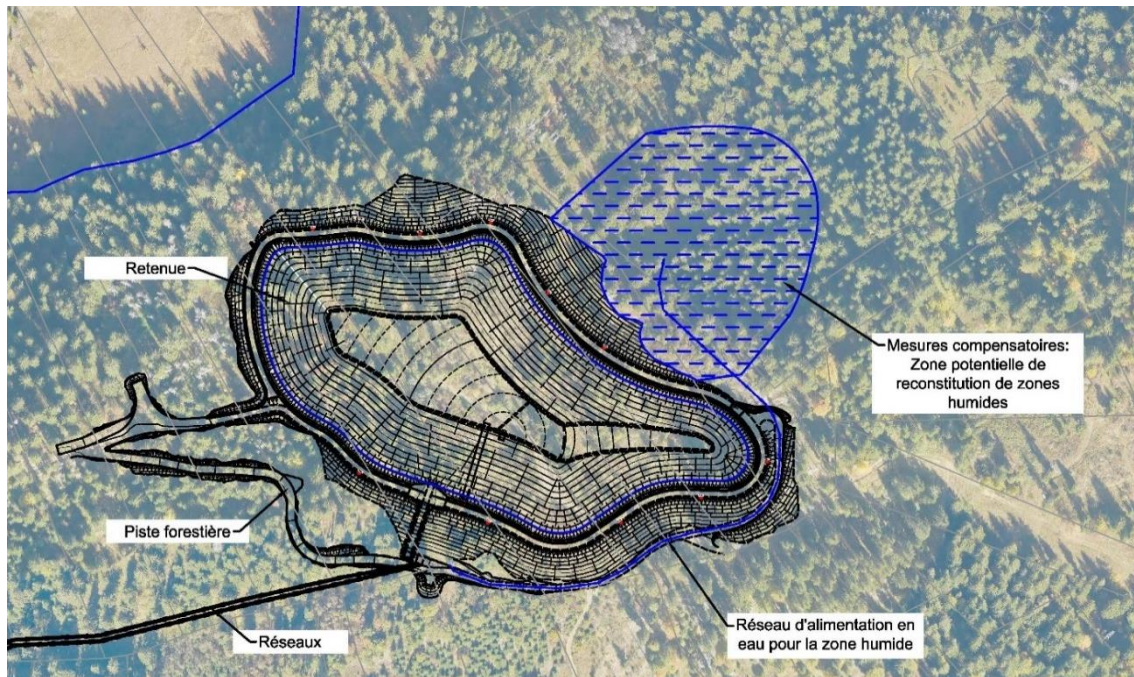 Retenue
Mesures compensatoires:
Zone potentielle de
reconstitution de zones
humides
Piste forestière
Réseau d'alimentation en
eau pour la zone humide
Réseaux